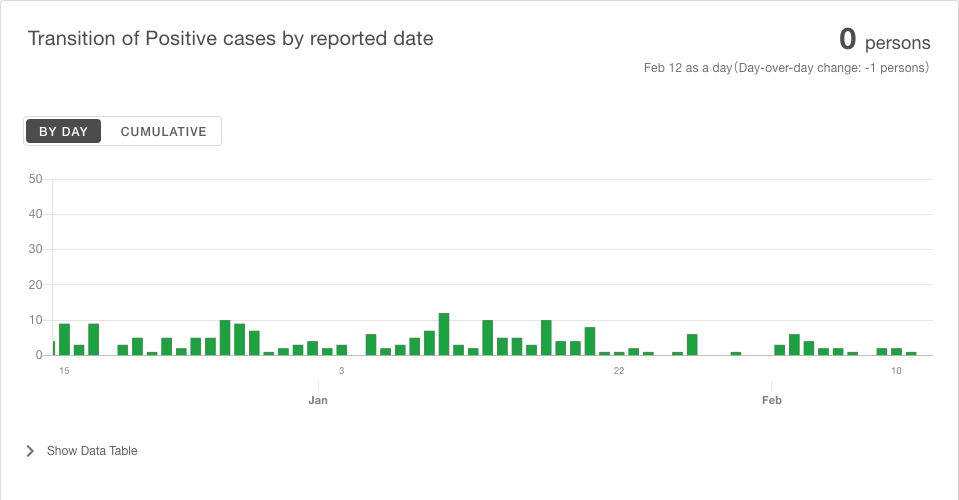 Transition of Positive cases by reported date
0 persons
Feb 12 as a day(Day-over-day change: -1 persons)
BY DAY
CUMULATIVE
50
40
30
20
10
0
15 3 22 10
Jan Feb
Show Data Table